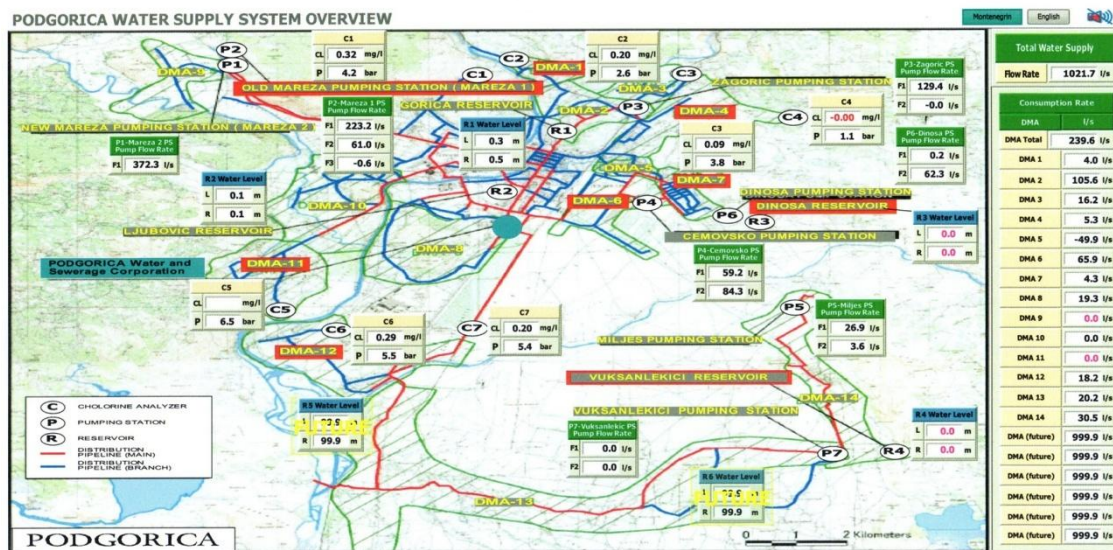 PODGORICA WATER SUPPLY SYSTEM OVERVIEW
Montenegrin
English
C1
CL 0.32 mg/l
P 4.2 bar
C2
CL 0.20 mg/l
P 2.6 bar
P2
P1
DMA-9
OLD MAREZA PUMPING STATION ( MAREZA 1 )
C1
C2
DMA-1
C3
DMA-3
ZAGORIC PUMPING STATION
P3-Zagoric PS
Pump Flow Rate
F1 129.4 l/s
F2 -0.0 l/s
NEW MAREZA PUMPING STATION ( MAREZA 2 )
P1-Mareza 2 PS
Pump Flow Rate
F1 372.3 l/s
P2-Mareza 1 PS
Pump Flow Rate
F1 223.2 l/s
F2 61.0 l/s
F3 -0.6 l/s
GORICA RESERVOIR
R1 Water Level
L 0.3 m
R 0.5 m
R1
DMA-2
P3
DMA-4
C4
C4
CL -0.00 mg/l
P 1.1 bar
C3
CL 0.09 mg/l
P 3.8 bar
P6-Dinosa PS
Pump Flow Rate
F1 0.2 l/s
F2 62.3 l/s
R2 Water Level
L 0.1 m
R 0.1 m
DMA-10
R2
DMA-5
DMA-7
DMA-6
P4
P6
R3
DINOSA PUMPING STATION
DINOSA RESERVOIR
CEMOVSKO PUMPING STATION
R3 Water Level
L 0.0 m
R 0.0 m
LJUBOVIC RESERVOIR
DMA-8
PODGORICA Water and
Sewerage Corporation
DMA-11
P4-Cemovsko PS
Pump Flow Rate
F1 59.2 l/s
F2 84.3 l/s
C5
CL mg/l
P 6.5 bar
C5
C6
C6
CL 0.29 mg/l
P 5.5 bar
C7
C7
CL 0.20 mg/l
P 5.4 bar
DMA-12
P5
P5-Miljes PS
Pump Flow Rate
F1 26.9 l/s
F2 3.6 l/s
MILJES PUMPING STATION
VUKSANLEKICI RESERVOIR
VUKSANLEKICI PUMPING STATION
DMA-14
R5 Water Level
FUTURE
R 99.9 m
P7-Vuksanlekic PS
Pump Flow Rate
F1 0.0 l/s
F2 0.0 l/s
R4 Water Level
L 0.0 m
R 0.0 m
P7
R4
R6 Water Level
FUTURE
R 99.9 m
DMA-13
C CHOLORINE ANALYZER
P PUMPING STATION
R RESERVOIR
DISTRIBUTION
PIPELINE (MAIN)
DISTRIBUTION
PIPELINE (BRANCH)
PODGORICA
0 1 2 Kilometers
Total Water Supply
Flow Rate 1021.7 l/s
Consumption Rate
DMA l/s
DMA Total 239.6 l/s
DMA 1 4.0 l/s
DMA 2 105.6 l/s
DMA 3 16.2 l/s
DMA 4 5.3 l/s
DMA 5 -49.9 l/s
DMA 6 65.9 l/s
DMA 7 4.3 l/s
DMA 8 19.3 l/s
DMA 9 0.0 l/s
DMA 10 0.0 l/s
DMA 11 0.0 l/s
DMA 12 18.2 l/s
DMA 13 20.2 l/s
DMA 14 30.5 l/s
DMA (future) 999.9 l/s
DMA (future) 999.9 l/s
DMA (future) 999.9 l/s
DMA (future) 999.9 l/s
DMA (future) 999.9 l/s